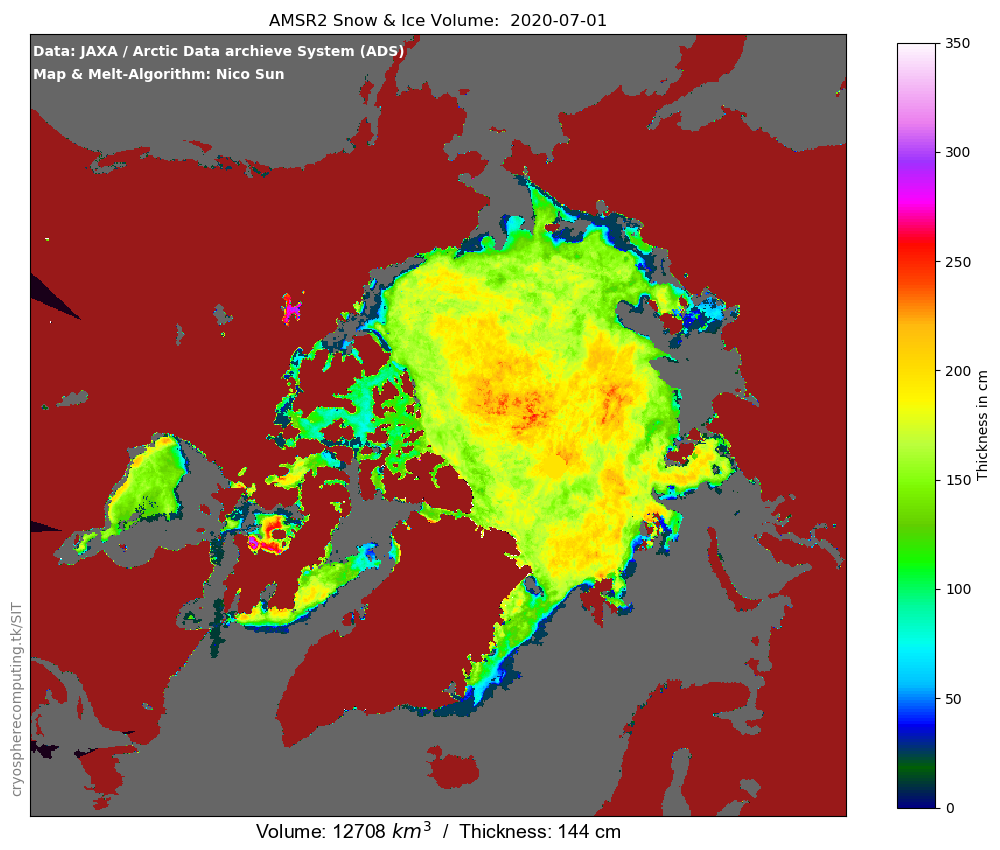 AMSR2 Snow & Ice Volume:  2020-07-01
Data: JAXA / Arctic Data archieve System (ADS)
Map & Melt-Algorithm: Nico Sun
350
300
250
200
150
100
50
0
Thickness in cm
cryospherecomputing.tk/SIT
Volume: 12708 km³  /  Thickness: 144 cm